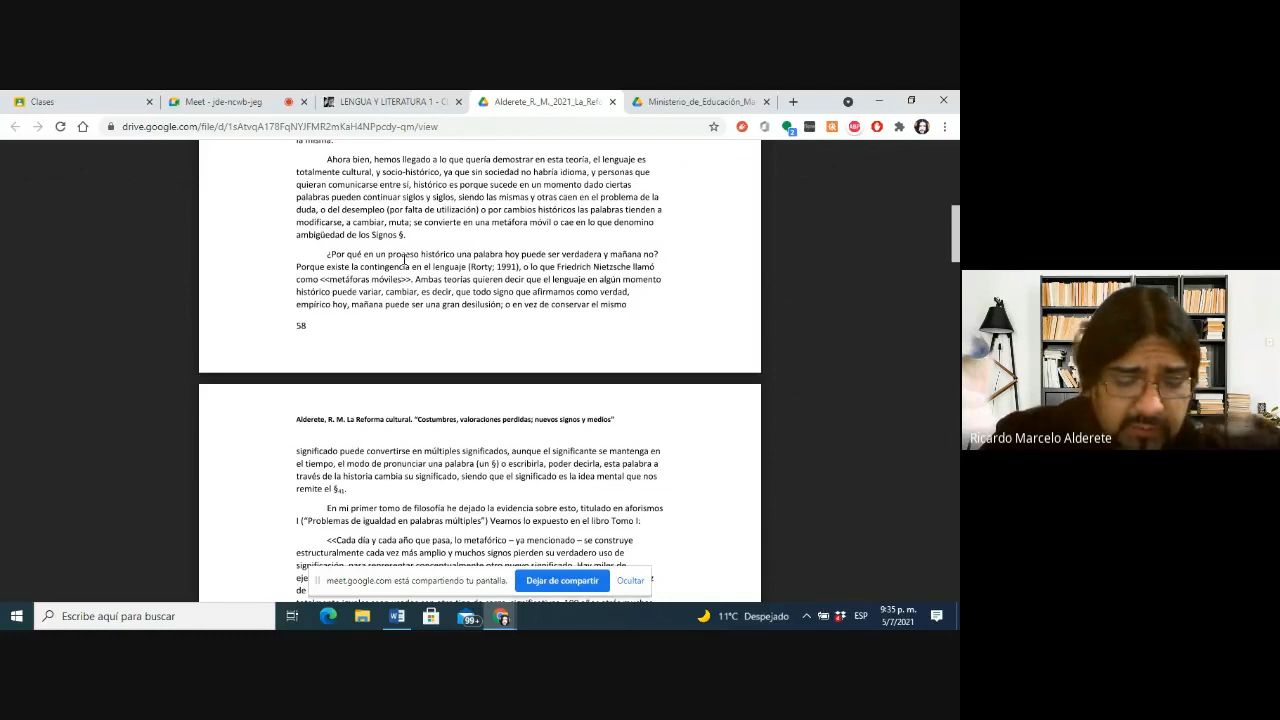 Clases
Meet - jde-ncwb-jeg
LENGUA Y LITERATURA 1 - C
Alderete_R._M._2021_La_Refo
Ministerio_de_Educación_Ma
drive.google.com/file/d/1sAtvqA178FqNYJFMR2mKaH4NPpcdy-qm/view
la misma.
Ahora bien, hemos llegado a lo que quería demostrar en esta teoría, el lenguaje es
totalmente cultural, y socio-histórico, ya que sin sociedad no habría idioma, y personas que
quieran comunicarse entre sí, histórico es porque sucede en un momento dado ciertas
palabras pueden continuar siglos y siglos, siendo las mismas y otras caen en el problema de la
duda, o del desempleo (por falta de utilización) o por cambios históricos las palabras tienden a
modificarse, a cambiar, muta; se convierte en una metáfora móvil o cae en lo que denomino
ambigüedad de los Signos §.
¿Por qué en un proceso histórico una palabra hoy puede ser verdadera y mañana no?
Porque existe la contingencia en el lenguaje (Rorty; 1991), o lo que Friedrich Nietzsche llamó
como <<metáforas móviles>>. Ambas teorías quieren decir que el lenguaje en algún momento
histórico puede variar, cambiar, es decir, que todo signo que afirmamos como verdad,
empírico hoy, mañana puede ser una gran desilusión; o en vez de conservar el mismo
58
Alderete, R. M. La Reforma cultural. "Costumbres, valoraciones perdidas; nuevos signos y medios"
significado puede convertirse en múltiples significados, aunque el significante se mantenga en
el tiempo, el modo de pronunciar una palabra (un §) o escribirla, poder decirla, esta palabra a
través de la historia cambia su significado, siendo que el significado es la idea mental que nos
remite el §41.
En mi primer tomo de filosofía he dejado la evidencia sobre esto, titulado en aforismos
I ("Problemas de igualdad en palabras múltiples") Veamos lo expuesto en el libro Tomo I:
<<Cada día y cada año que pasa, lo metafórico – ya mencionado – se construye
estructuralmente cada vez más amplio y muchos signos pierden su verdadero uso de
meet.google.com está compartiendo tu pantalla.
Dejar de compartir
Ocultar
Escribe aquí para buscar
99+
11°C Despejado
ESP
9:35 p. m.
5/7/2021
Ricardo Marcelo Alderete